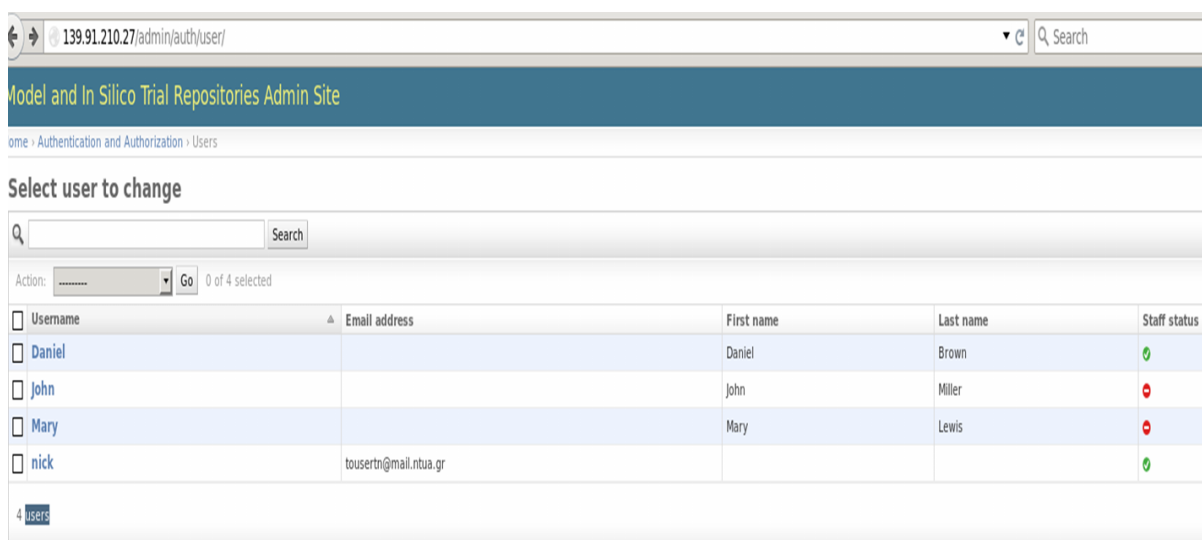 139.91.210.27/admin/auth/user/ Search
Model and In Silico Trial Repositories Admin Site
ome › Authentication and Authorization › Users
Select user to change
Search
Action: --------- Go 0 of 4 selected
Username Email address First name Last name Staff status
Daniel Daniel Brown
John John Miller
Mary Mary Lewis
nick tousertn@mail.ntua.gr
4 users